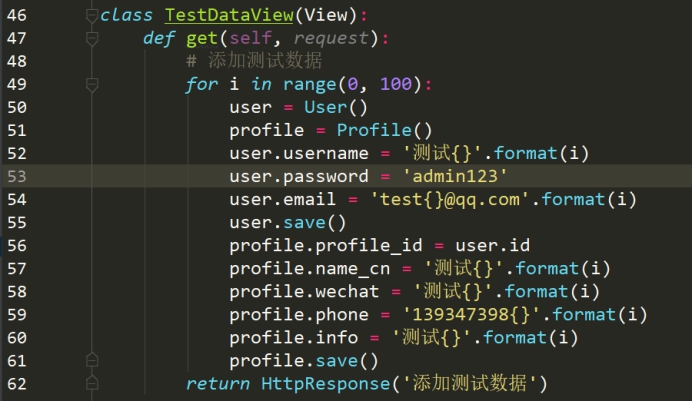 46 class TestDataView(View):
47 def get(self, request):
48 # 添加测试数据
49 for i in range(0, 100):
50 user = User()
51 profile = Profile()
52 user.username = '测试{}'.format(i)
53 user.password = 'admin123'
54 user.email = 'test{}@qq.com'.format(i)
55 user.save()
56 profile.profile_id = user.id
57 profile.name_cn = '测试{}'.format(i)
58 profile.wechat = '测试{}'.format(i)
59 profile.phone = '139347398{}'.format(i)
60 profile.info = '测试{}'.format(i)
61 profile.save()
62 return HttpResponse('添加测试数据')